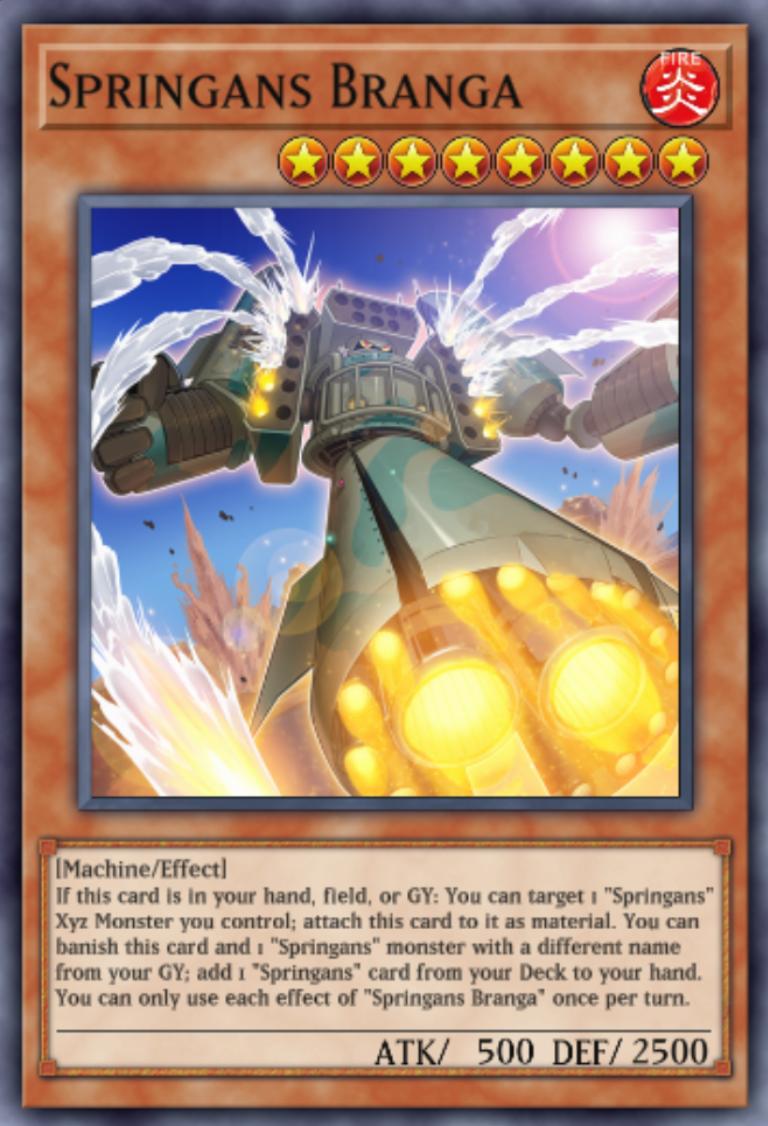 SPRINGANS BRANGA
FIRE
炎
[Machine/Effect]
If this card is in your hand, field, or GY: You can target 1 "Springans"
Xyz Monster you control; attach this card to it as material. You can
banish this card and 1 "Springans" monster with a different name
from your GY; add 1 "Springans" card from your Deck to your hand.
You can only use each effect of "Springans Branga" once per turn.
ATK/ 500 DEF/ 2500